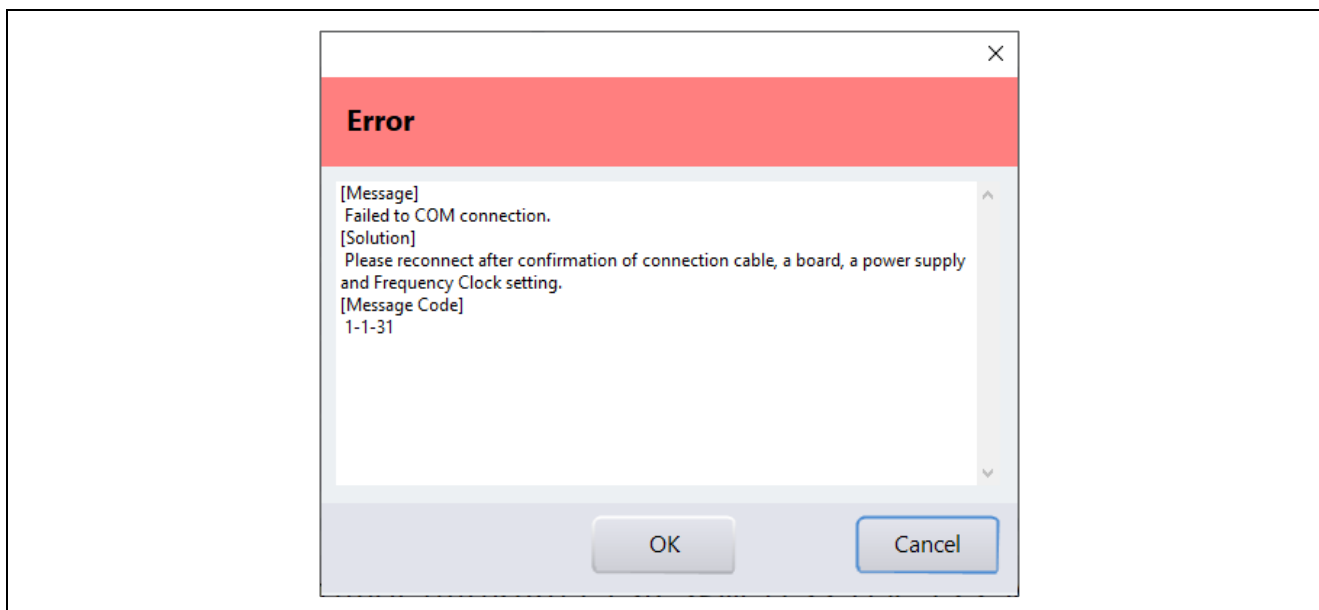 Error
[Message]
Failed to COM connection.
[Solution]
Please reconnect after confirmation of connection cable, a board, a power supply
and Frequency Clock setting.
[Message Code]
1-1-31
OK
Cancel